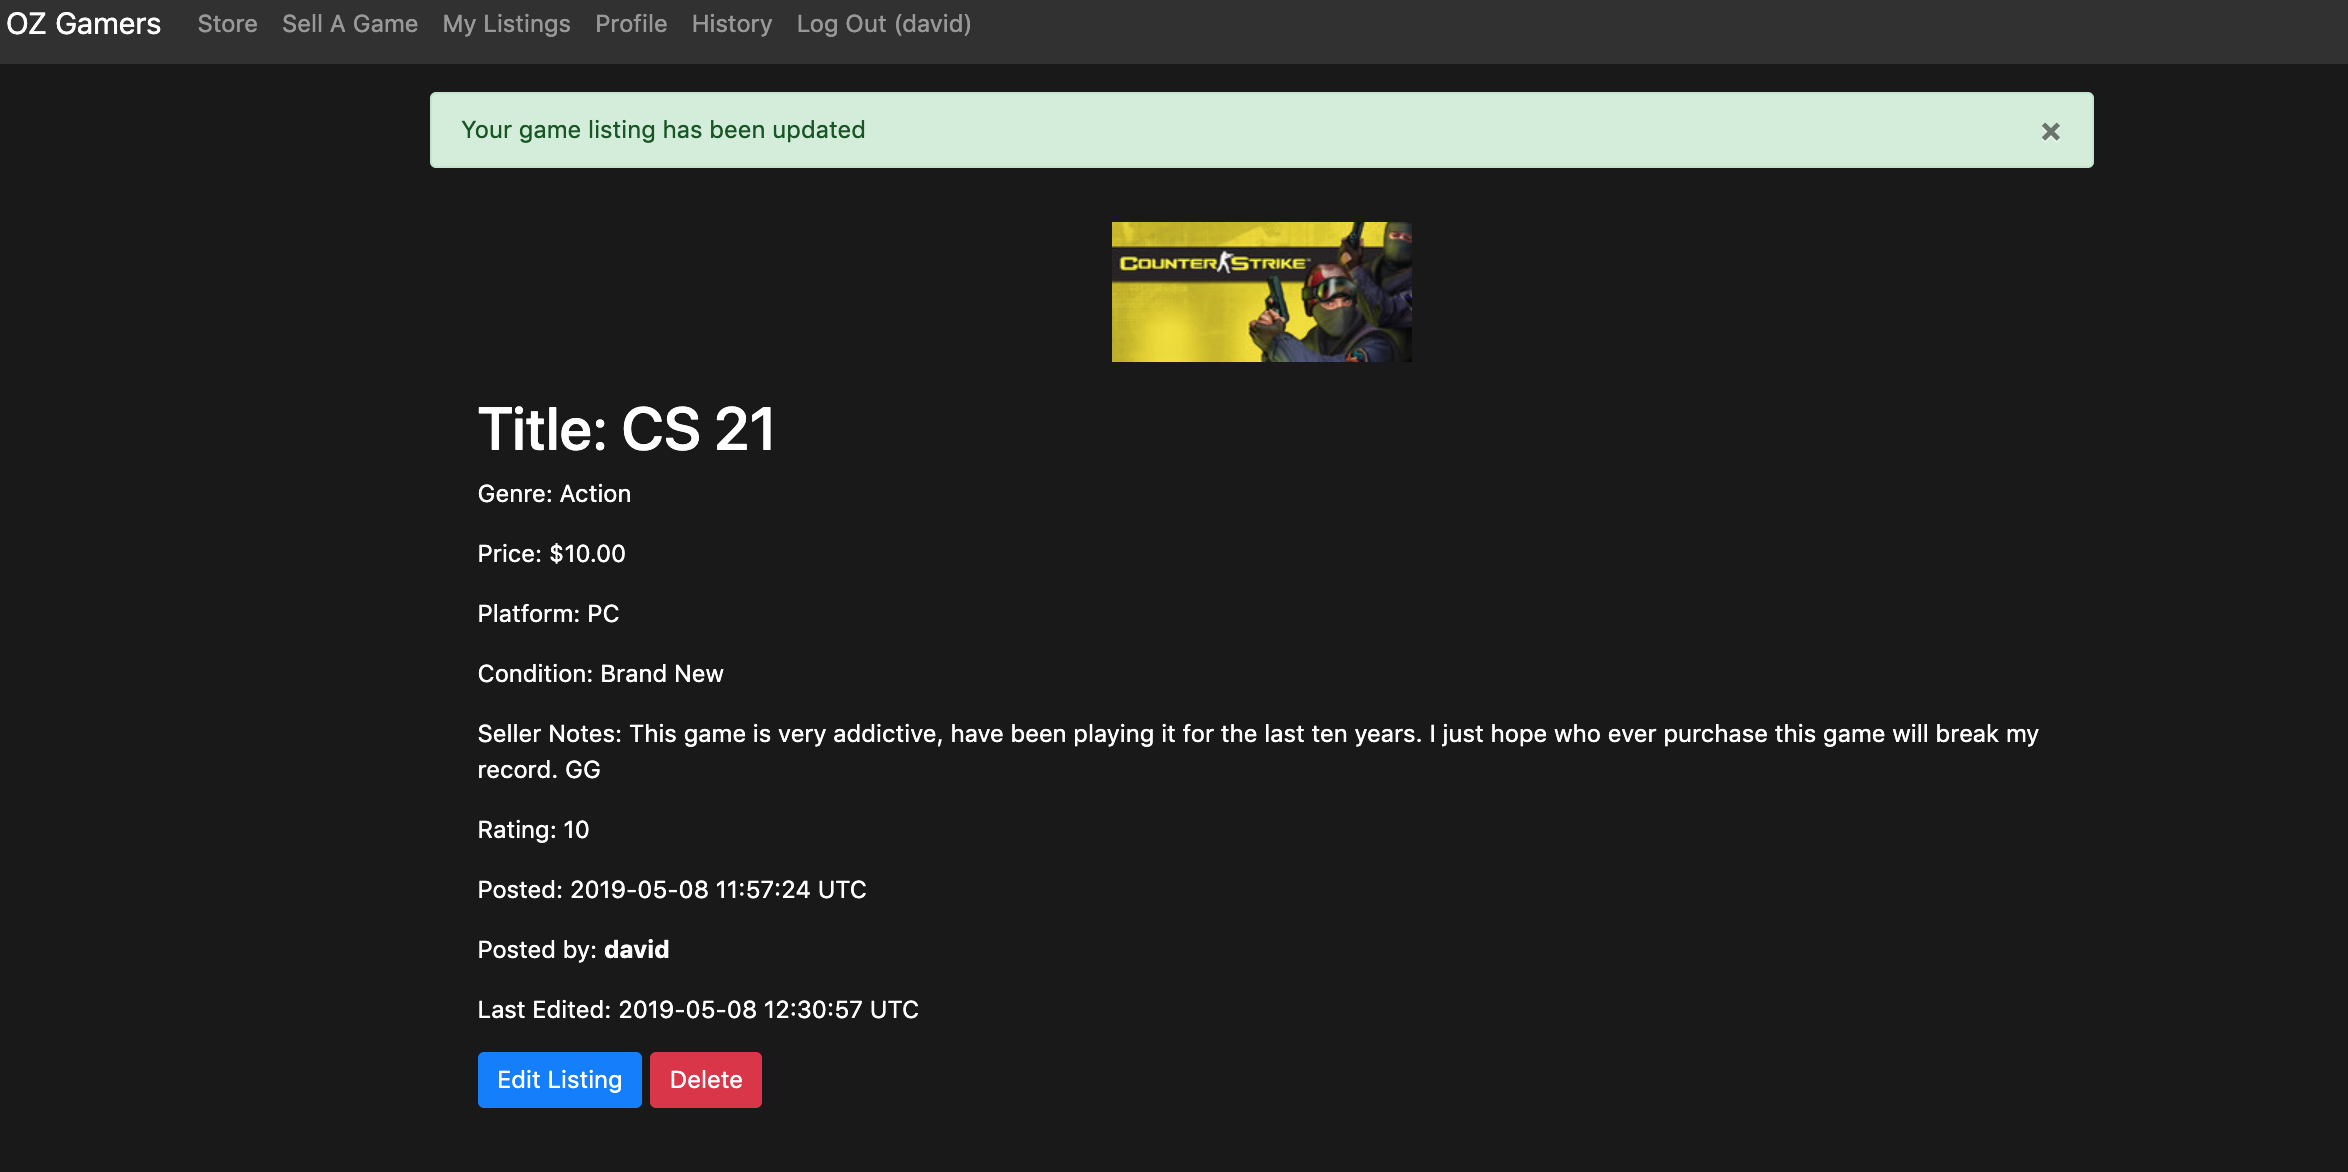 OZ Gamers Store Sell A Game My Listings Profile History Log Out (david)
Your game listing has been updated ×
COUNTER STRIKE
Title: CS 21
Genre: Action
Price: $10.00
Platform: PC
Condition: Brand New
Seller Notes: This game is very addictive, have been playing it for the last ten years. I just hope who ever purchase this game will break my
record. GG
Rating: 10
Posted: 2019-05-08 11:57:24 UTC
Posted by: david
Last Edited: 2019-05-08 12:30:57 UTC
Edit Listing Delete